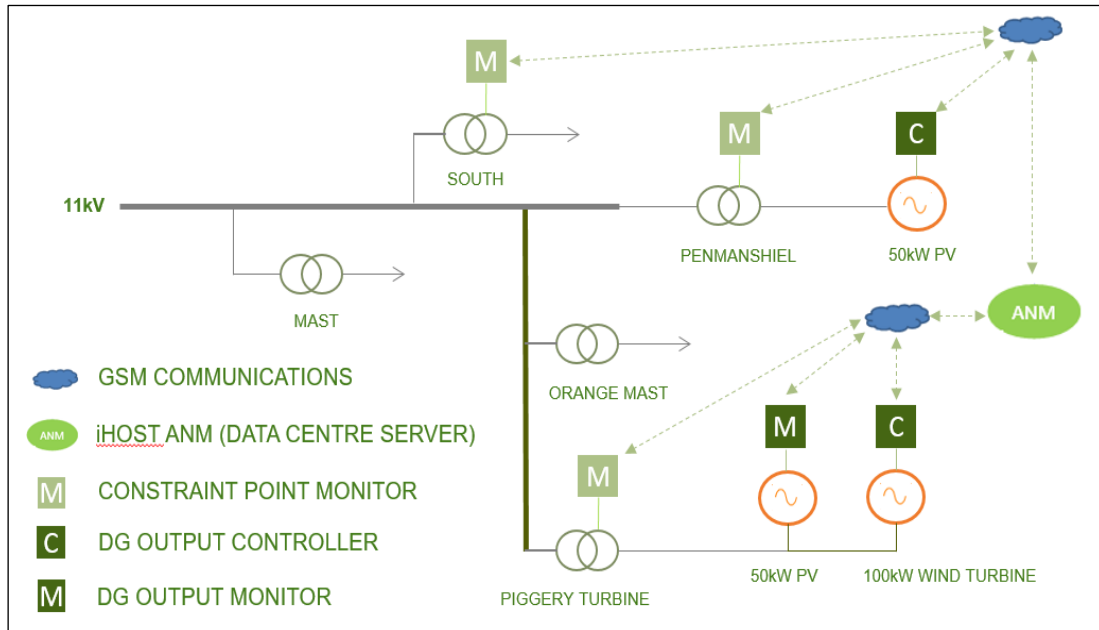 M
SOUTH
11kV
M
C
PENMANSHIEL
50kW PV
MAST
ANM
ORANGE MAST
M
C
M
50kW PV
100kW WIND TURBINE
PIGGERY TURBINE
GSM COMMUNICATIONS
ANM
iHOST ANM (DATA CENTRE SERVER)
M
CONSTRAINT POINT MONITOR
C
DG OUTPUT CONTROLLER
M
DG OUTPUT MONITOR